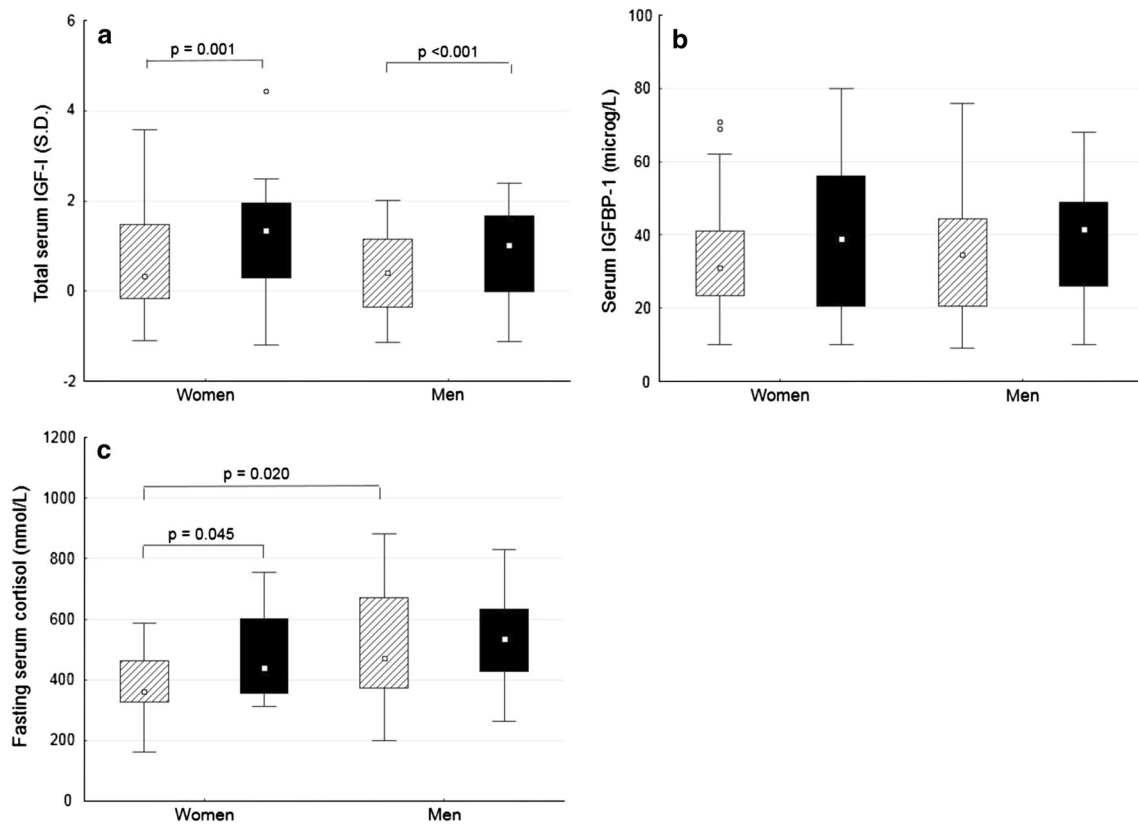 a
p = 0.001
p <0.001
Total serum IGF-I (S.D.)
6
4
2
0
-2
Women
Men
b
Serum IGFBP-1 (microg/L)
100
80
60
40
20
0
Women
Men
c
p = 0.020
p = 0.045
Fasting serum cortisol (nmol/L)
1200
1000
800
600
400
200
0
Women
Men